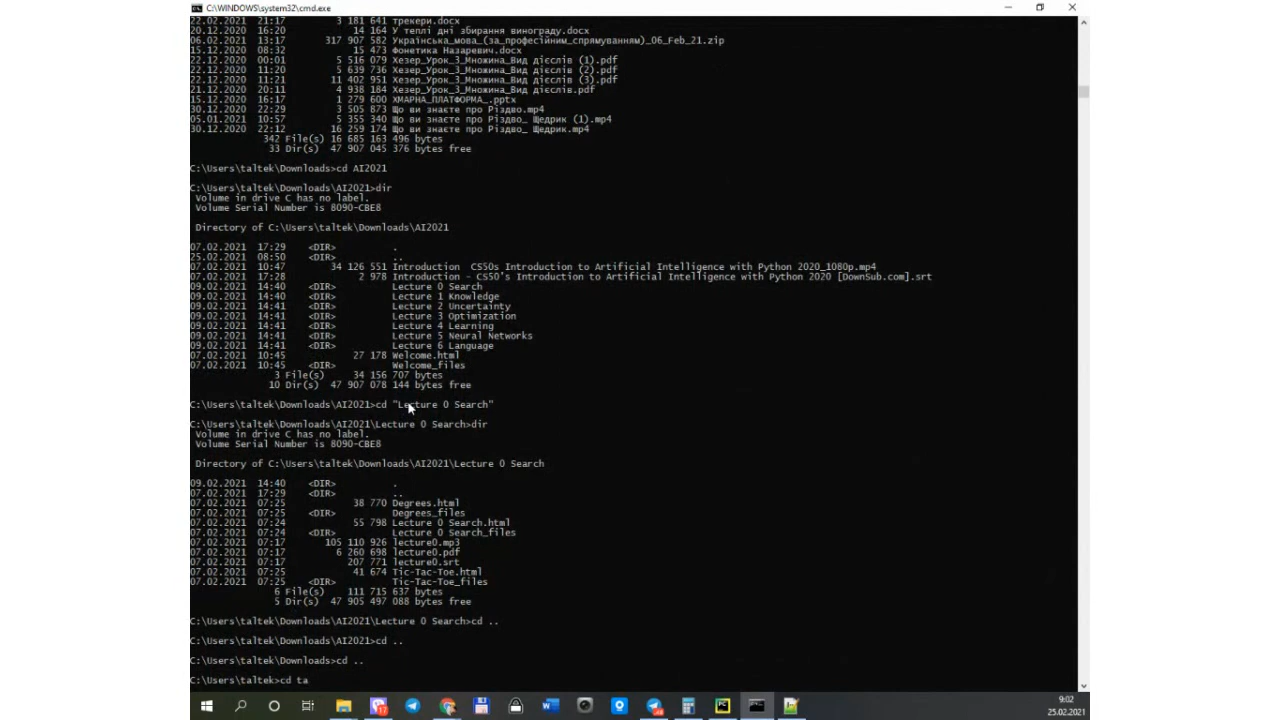 C:\WINDOWS\system32\cmd.exe
22.02.2021 21:17 3 181 641 трекери.docx
20.12.2020 16:20 14 164 У теплі дні збирання винограду.docx
06.02.2021 13:17 317 907 582 Українська_мова_(за_професійним_спрямуванням)_06_Feb_21.zip
15.12.2020 08:32 15 473 Фонетика Назаревич.docx
22.12.2020 00:01 5 516 079 Хезер_Урок_3_Множина_Вид дієслів (1).pdf
22.12.2020 11:20 5 639 736 Хезер_Урок_3_Множина_Вид дієслів (2).pdf
22.12.2020 11:21 11 402 951 Хезер_Урок_3_Множина_Вид дієслів (3).pdf
21.12.2020 20:11 4 938 184 Хезер_Урок_3_Множина_Вид дієслів.pdf
15.12.2020 16:17 1 279 600 ХМАРНА_ПЛАТФОРМА_.pptx
30.12.2020 22:29 3 505 873 Що ви знаєте про Різдво.mp4
05.01.2021 10:57 5 355 340 Що ви знаєте про Різдво_ Щедрик (1).mp4
30.12.2020 22:12 16 259 174 Що ви знаєте про Різдво_ Щедрик.mp4
342 File(s) 16 685 163 496 bytes
33 Dir(s) 47 907 045 376 bytes free
C:\Users\taltek\Downloads>cd AI2021
C:\Users\taltek\Downloads\AI2021>dir
Volume in drive C has no label.
Volume Serial Number is 8090-CBE8
Directory of C:\Users\taltek\Downloads\AI2021
07.02.2021 17:29 <DIR> .
25.02.2021 08:50 <DIR> ..
07.02.2021 10:47 34 126 551 Introduction CS50s Introduction to Artificial Intelligence with Python 2020_1080p.mp4
07.02.2021 17:28 2 978 Introduction - CS50's Introduction to Artificial Intelligence with Python 2020 [DownSub.com].srt
09.02.2021 14:40 <DIR> Lecture 0 Search
09.02.2021 14:40 <DIR> Lecture 1 Knowledge
09.02.2021 14:41 <DIR> Lecture 2 Uncertainty
09.02.2021 14:41 <DIR> Lecture 3 Optimization
09.02.2021 14:41 <DIR> Lecture 4 Learning
09.02.2021 14:41 <DIR> Lecture 5 Neural Networks
09.02.2021 14:41 <DIR> Lecture 6 Language
07.02.2021 10:45 27 178 Welcome.html
07.02.2021 10:45 <DIR> Welcome_files
3 File(s) 34 156 707 bytes
10 Dir(s) 47 907 078 144 bytes free
C:\Users\taltek\Downloads\AI2021>cd "Lecture 0 Search"
C:\Users\taltek\Downloads\AI2021\Lecture 0 Search>dir
Volume in drive C has no label.
Volume Serial Number is 8090-CBE8
Directory of C:\Users\taltek\Downloads\AI2021\Lecture 0 Search
09.02.2021 14:40 <DIR> .
07.02.2021 17:29 <DIR> ..
07.02.2021 07:25 38 770 Degrees.html
07.02.2021 07:25 <DIR> Degrees_files
07.02.2021 07:24 55 798 Lecture 0 Search.html
07.02.2021 07:24 <DIR> Lecture 0 Search_files
07.02.2021 07:17 105 110 926 lecture0.mp3
07.02.2021 07:17 6 260 698 lecture0.pdf
07.02.2021 07:17 207 771 lecture0.srt
07.02.2021 07:25 41 674 Tic-Tac-Toe.html
07.02.2021 07:25 <DIR> Tic-Tac-Toe_files
6 File(s) 111 715 637 bytes
5 Dir(s) 47 905 497 088 bytes free
C:\Users\taltek\Downloads\AI2021\Lecture 0 Search>cd ..
C:\Users\taltek\Downloads\AI2021>cd ..
C:\Users\taltek\Downloads>cd ..
C:\Users\taltek>cd ta
9:02
25.02.2021